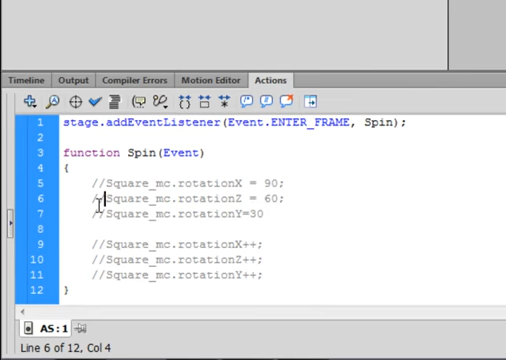 Timeline Output Compiler Errors Motion Editor Actions
1 stage.addEventListener(Event.ENTER_FRAME, Spin);
2
3 function Spin(Event)
4 {
5 //Square_mc.rotationX = 90;
6 //Square_mc.rotationZ = 60;
7 //Square_mc.rotationY=30
8
9 //Square_mc.rotationX++;
10 //Square_mc.rotationZ++;
11 //Square_mc.rotationY++;
12 }
AS:1
Line 6 of 12, Col 4